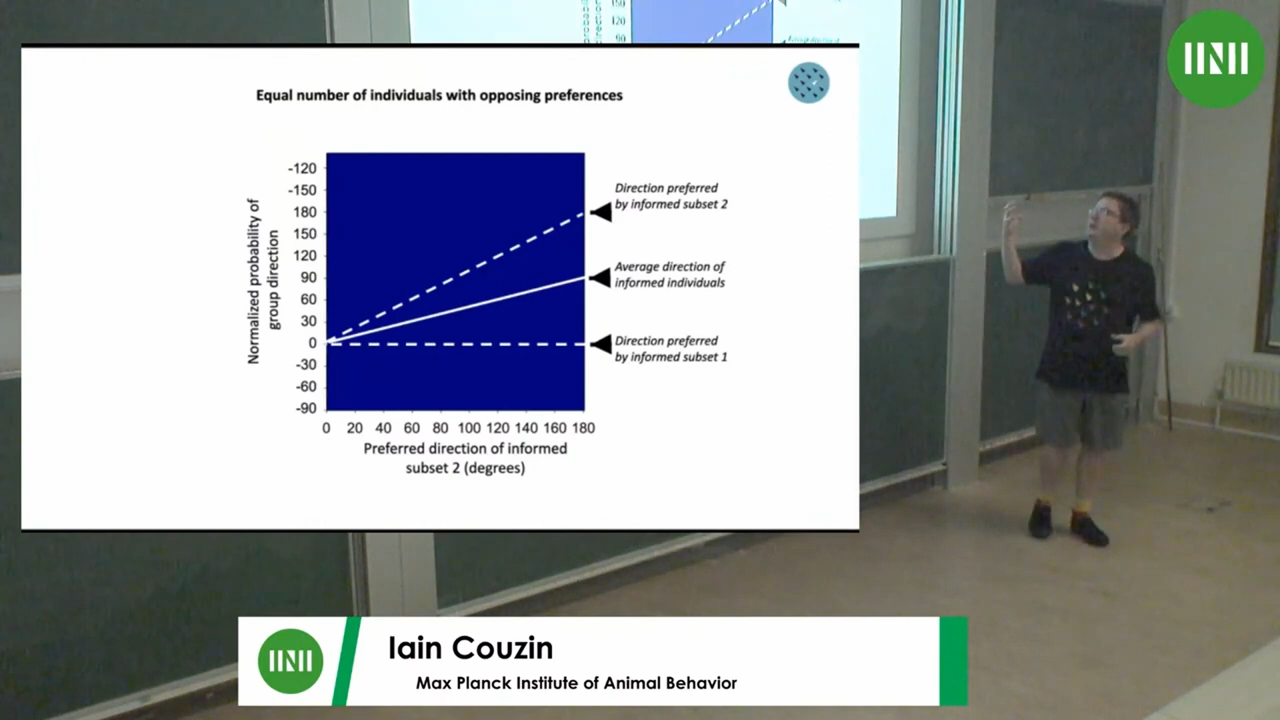 120
Equal number of individuals with opposing preferences
Normalized probability of
group direction
-120
-150
180
150
120
90
60
30
0
-30
-60
-90
0 20 40 60 80 100 120 140 160 180
Preferred direction of informed
subset 2 (degrees)
Direction preferred
by informed subset 2
Average direction of
informed individuals
Direction preferred
by informed subset 1
Iain Couzin
Max Planck Institute of Animal Behavior